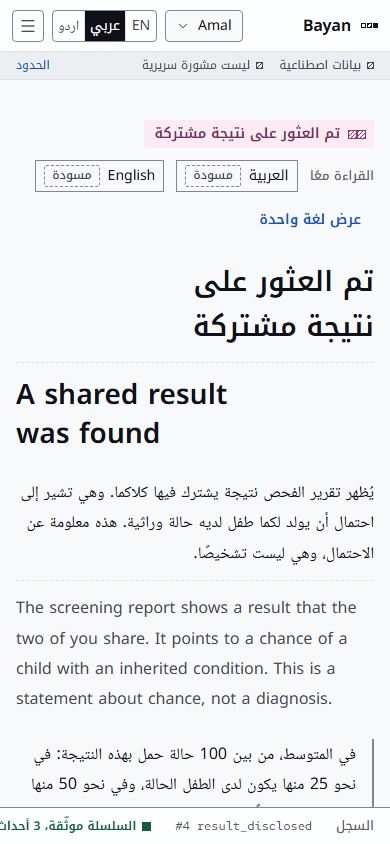 Bayan
Amal
EN عربي اردو
بيانات اصطناعية ليست مشورة سريرية الحدود
تم العثور على نتيجة مشتركة
القراءة معًا العربية مسودة English مسودة
عرض لغة واحدة
تم العثور على
نتيجة مشتركة
A shared result
was found
يُظهر تقرير الفحص نتيجة يشترك فيها كلاكما. وهي تشير إلى
احتمال أن يولد لكما طفل لديه حالة وراثية. هذه معلومة عن
الاحتمال، وهي ليست تشخيصًا.
The screening report shows a result that the
two of you share. It points to a chance of a
child with an inherited condition. This is a
statement about chance, not a diagnosis.
في المتوسط، من بين 100 حالة حمل بهذه النتيجة: في
نحو 25 منها يكون لدى الطفل الحالة، وفي نحو 50 منها
السجل #4 result_disclosed السلسلة موثّقة، 3 أحداث